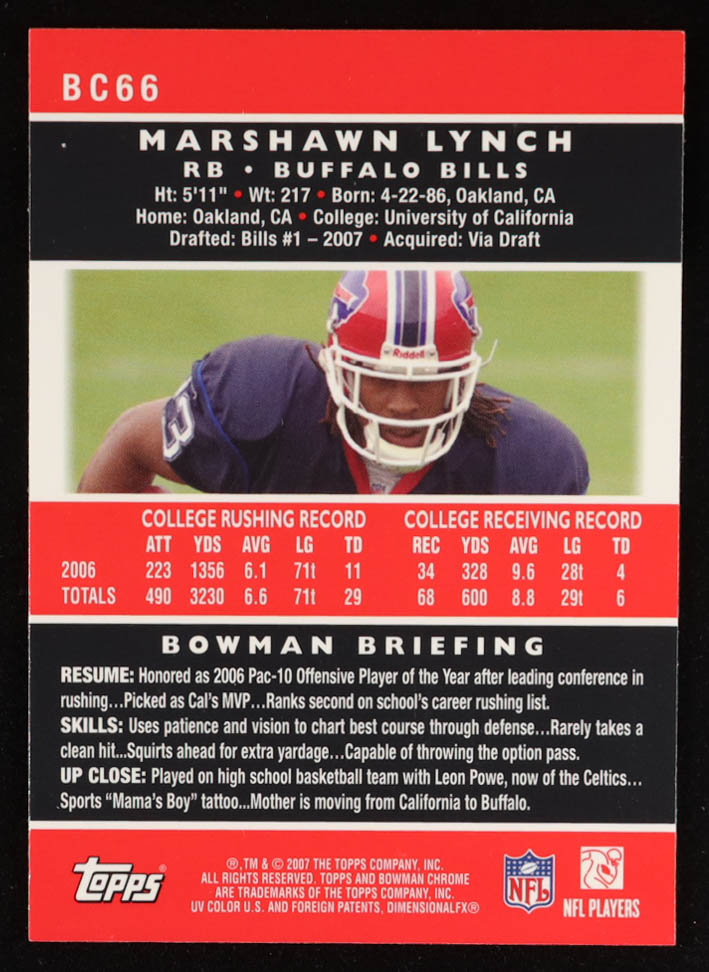 BC66
MARSHAWN LYNCH
RB • BUFFALO BILLS
Ht: 5'11" • Wt: 217 • Born: 4-22-86, Oakland, CA
Home: Oakland, CA • College: University of California
Drafted: Bills #1 – 2007 • Acquired: Via Draft
Riddell
3
COLLEGE RUSHING RECORD COLLEGE RECEIVING RECORD
ATT YDS AVG LG TD REC YDS AVG LG TD
2006 223 1356 6.1 71t 11 34 328 9.6 28t 4
TOTALS 490 3230 6.6 71t 29 68 600 8.8 29t 6
BOWMAN BRIEFING
RESUME: Honored as 2006 Pac-10 Offensive Player of the Year after leading conference in
rushing...Picked as Cal's MVP...Ranks second on school's career rushing list.
SKILLS: Uses patience and vision to chart best course through defense...Rarely takes a
clean hit...Squirts ahead for extra yardage...Capable of throwing the option pass.
UP CLOSE: Played on high school basketball team with Leon Powe, now of the Celtics...
Sports “Mama's Boy” tattoo...Mother is moving from California to Buffalo.
TOPPS®
®,TM & © 2007 THE TOPPS COMPANY, INC.
ALL RIGHTS RESERVED. TOPPS AND BOWMAN CHROME
ARE TRADEMARKS OF THE TOPPS COMPANY, INC.
UV COLOR U.S. AND FOREIGN PATENTS, DIMENSIONALFX®
NFL
NFL PLAYERS